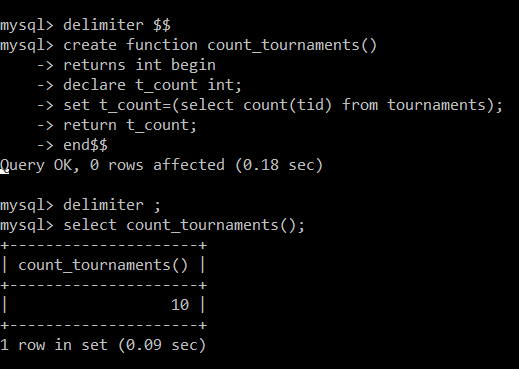 mysql> delimiter $$
mysql> create function count_tournaments()
    -> returns int begin
    -> declare t_count int;
    -> set t_count=(select count(tid) from tournaments);
    -> return t_count;
    -> end$$
Query OK, 0 rows affected (0.18 sec)

mysql> delimiter ;
mysql> select count_tournaments();
+---------------------+
| count_tournaments() |
+---------------------+
|                  10 |
+---------------------+
1 row in set (0.09 sec)